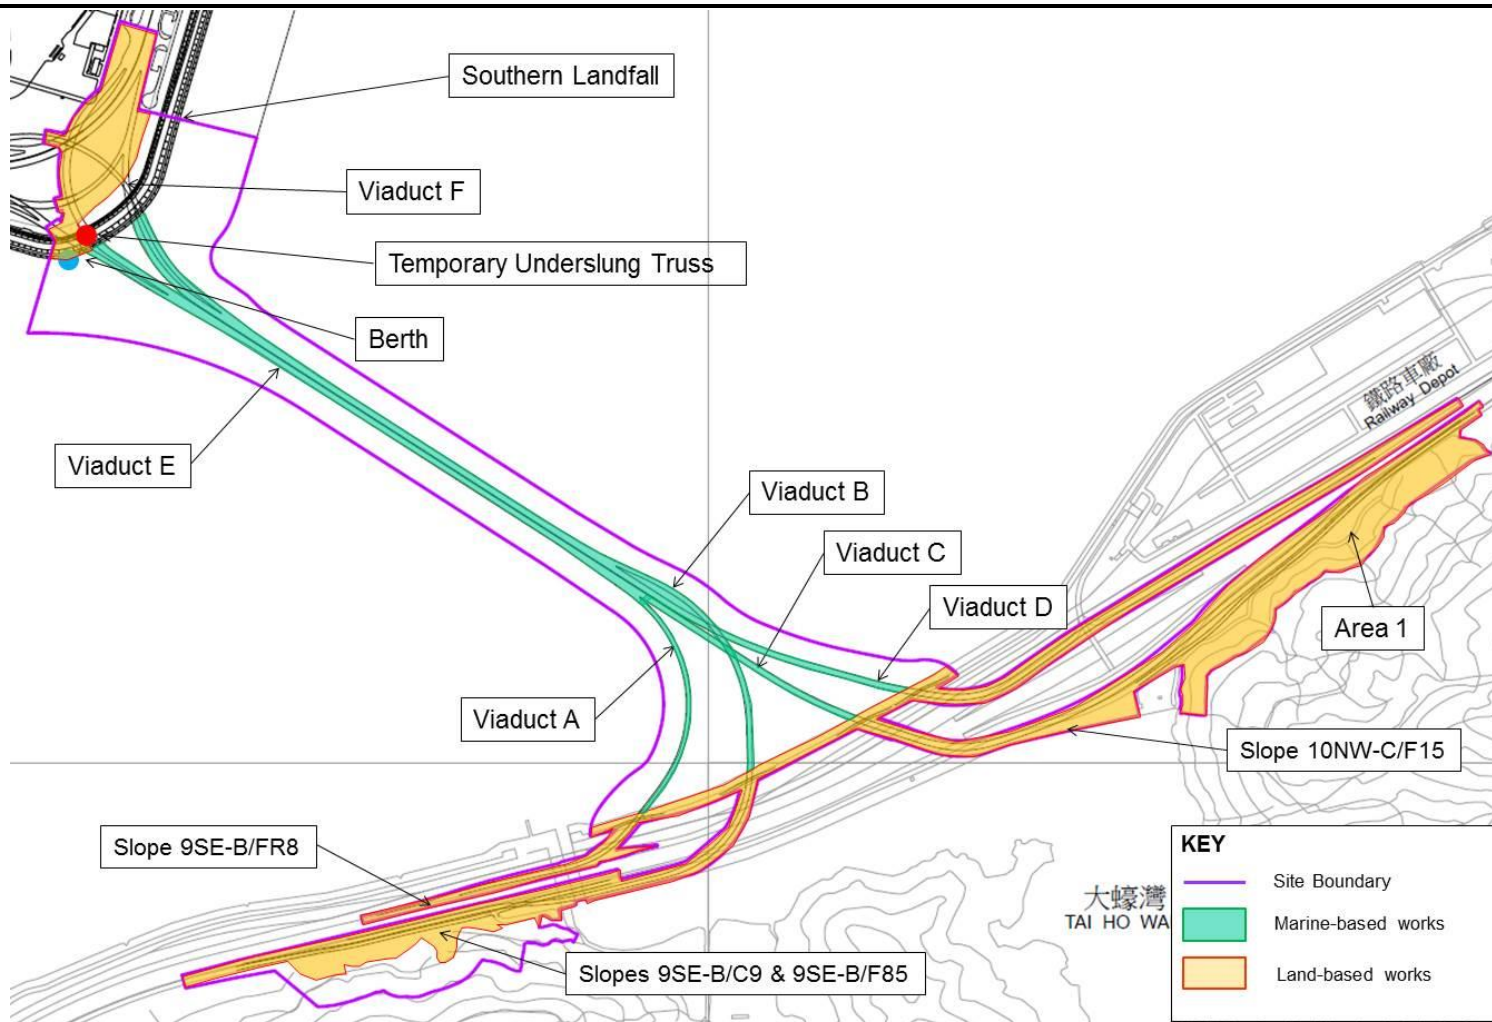 Southern Landfall
Viaduct F
Temporary Underslung Truss
Berth
鐵路車廠
Railway Depot
Viaduct E
Viaduct B
Viaduct C
Viaduct D
Area 1
Viaduct A
Slope 10NW-C/F15
Slope 9SE-B/FR8
大蠔灣
TAI HO WA
Slopes 9SE-B/C9 & 9SE-B/F85
KEY
Site Boundary
Marine-based works
Land-based works